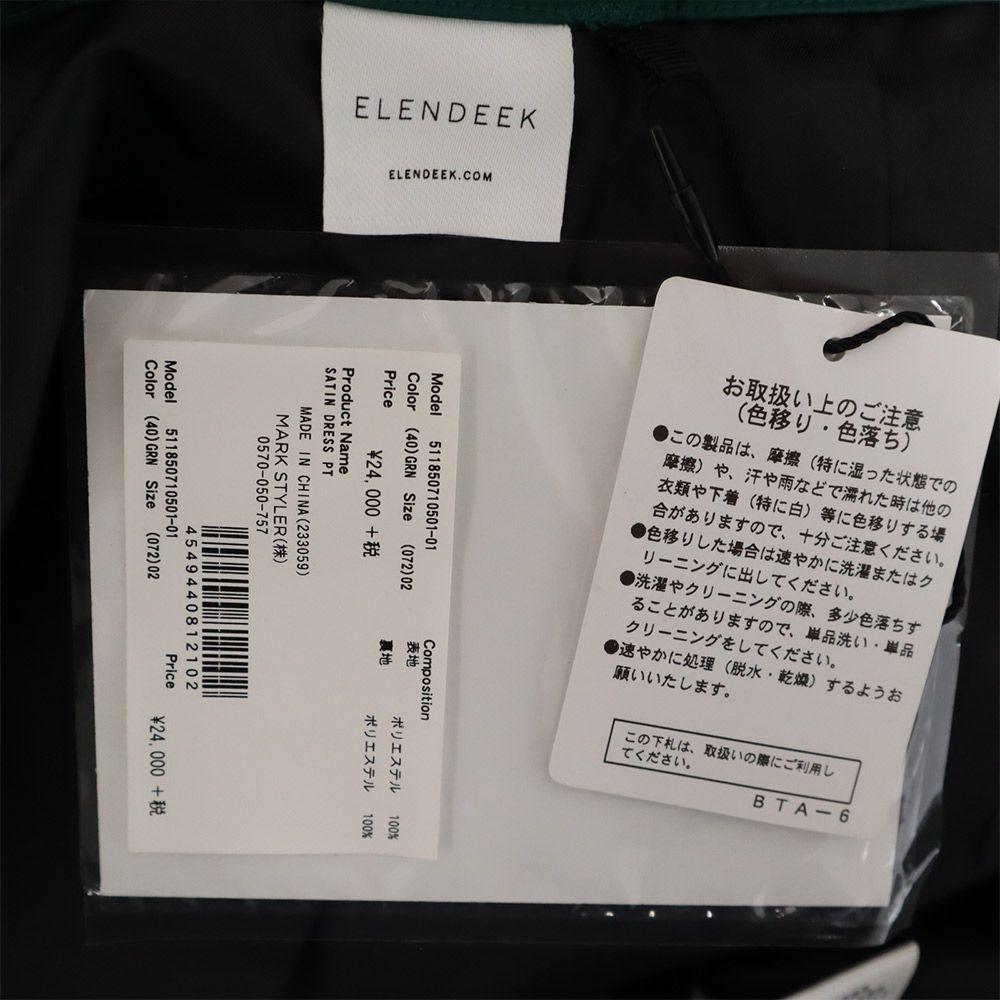 ELENDEEK
ELENDEEK.COM
Model 511850710501-01
Color (40)GRN Size (072)02
Price ¥24,000 +税
Product Name
SATIN DRESS PT
MADE IN CHINA(233059)
MARK STYLER(株)
0570-050-757
Composition
表地 ポリエステル 100%
裏地 ポリエステル 100%
4549440812102
Model 511850710501-01
Color (40)GRN Size (072)02 Price ¥24,000 +税
お取扱い上のご注意
(色移り・色落ち)
●この製品は、摩擦(特に湿った状態での
摩擦)や、汗や雨などで濡れた時は他の
衣類や下着(特に白)等に色移りする場
合がありますので、十分ご注意ください。
●色移りした場合は速やかに洗濯またはク
リーニングに出してください。
●洗濯やクリーニングの際、多少色落ちす
ることがありますので、単品洗い・単品
クリーニングをしてください。
●速やかに処理(脱水・乾燥)するようお
願いいたします。
この下札は、取扱いの際にご利用し
てください。
BTA－6